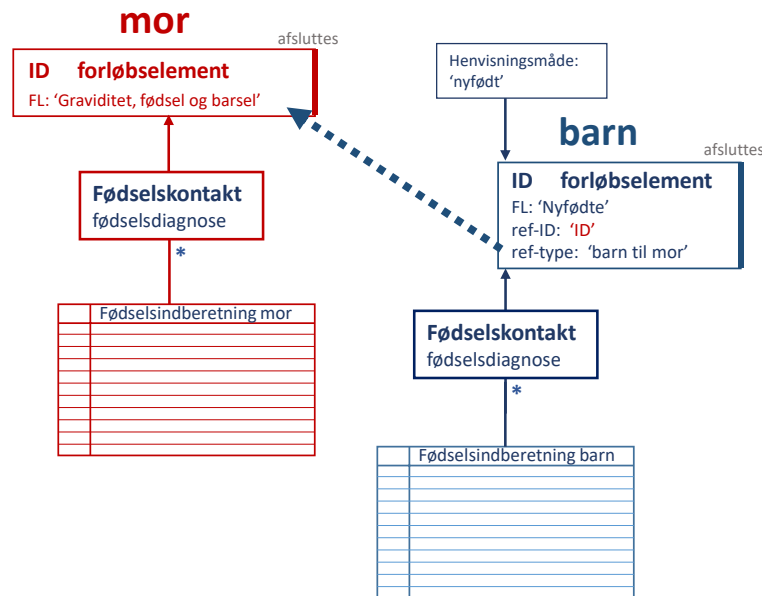 mor
afsluttes
ID forløbselement
FL: ‘Graviditet, fødsel og barsel’
Fødselskontakt
fødselsdiagnose
*
Fødselsindberetning mor
Henvisningsmåde:
‘nyfødt’
barn
afsluttes
ID forløbselement
FL: ‘Nyfødte’
ref-ID: ‘ID’
ref-type: ‘barn til mor’
Fødselskontakt
fødselsdiagnose
*
Fødselsindberetning barn